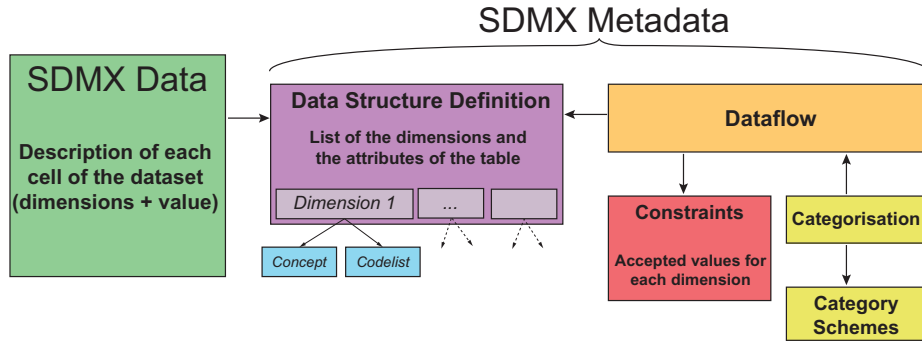 SDMX Metadata
SDMX Data
Description of each
cell of the dataset
(dimensions + value)
Data Structure Definition
List of the dimensions and
the attributes of the table
Dimension 1
...
Concept
Codelist
Dataflow
Constraints
Accepted values for
each dimension
Categorisation
Category
Schemes